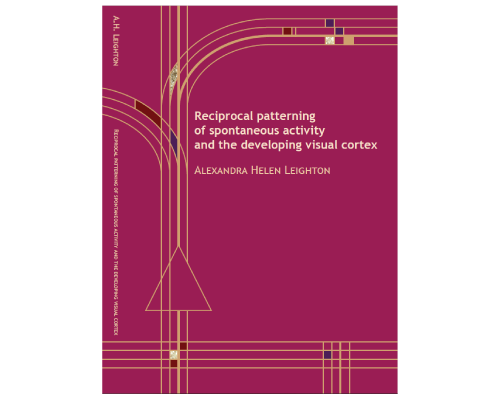 A.H. Leighton
Reciprocal patterning of spontaneous activity and the developing visual cortex
Reciprocal patterning
of spontaneous activity
and the developing visual cortex
Alexandra Helen Leighton